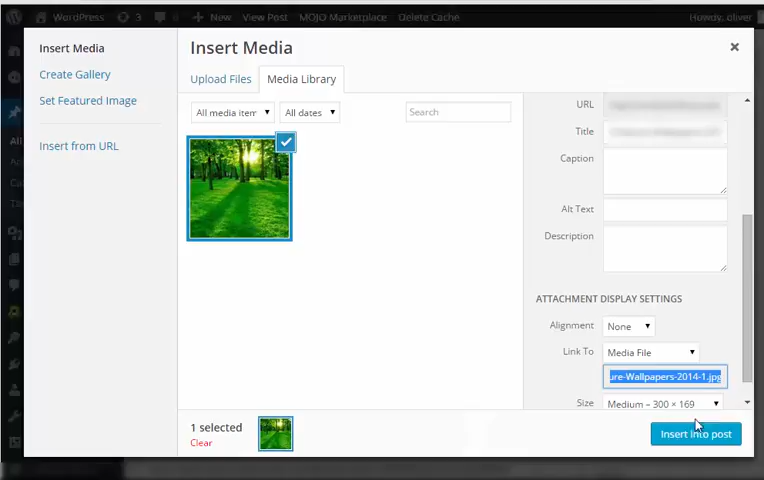 WordPress 3 + New View Post MOJO Marketplace Delete Cache Howdy, oliver
Insert Media
Create Gallery
Set Featured Image
Insert from URL
Insert Media
Upload Files Media Library
All media item All dates Search
URL
Title
Caption
Alt Text
Description
ATTACHMENT DISPLAY SETTINGS
Alignment None
Link To Media File
ure-Wallpapers-2014-1.jpg
Size Medium – 300 × 169
1 selected
Clear
Insert into post
All